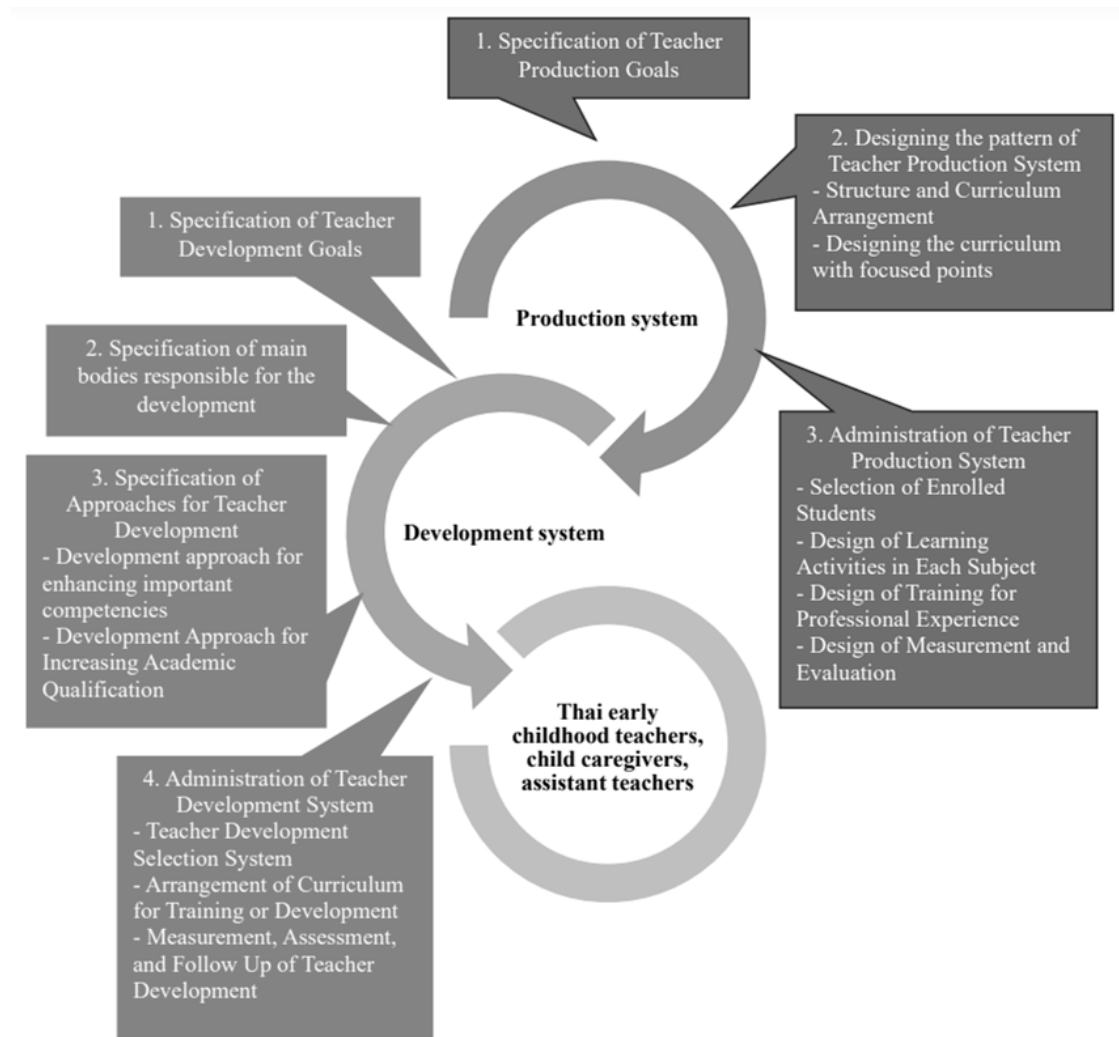 1. Specification of Teacher
Production Goals
2. Designing the pattern of
Teacher Production System
- Structure and Curriculum
Arrangement
- Designing the curriculum
with focused points
3. Administration of Teacher
Production System
- Selection of Enrolled
Students
- Design of Learning
Activities in Each Subject
- Design of Training for
Professional Experience
- Design of Measurement and
Evaluation
Production system
1. Specification of Teacher
Development Goals
2. Specification of main
bodies responsible for the
development
3. Specification of
Approaches for Teacher
Development
- Development approach for
enhancing important
competencies
- Development Approach for
Increasing Academic
Qualification
4. Administration of Teacher
Development System
- Teacher Development
Selection System
- Arrangement of Curriculum
for Training or Development
- Measurement, Assessment,
and Follow Up of Teacher
Development
Development system
Thai early
childhood teachers,
child caregivers,
assistant teachers